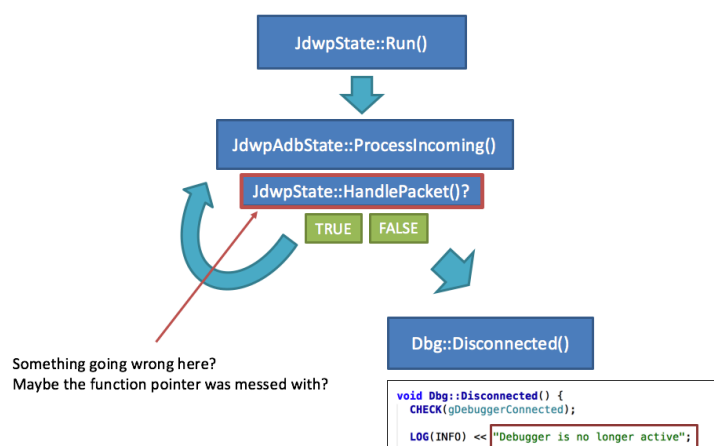 JdwpState::Run()
JdwpAdbState::ProcessIncoming()
JdwpState::HandlePacket()?
TRUE
FALSE
Dbg::Disconnected()
Something going wrong here?
Maybe the function pointer was messed with?
void Dbg::Disconnected() {
CHECK(gDebuggerConnected);
LOG(INFO) << "Debugger is no longer active";